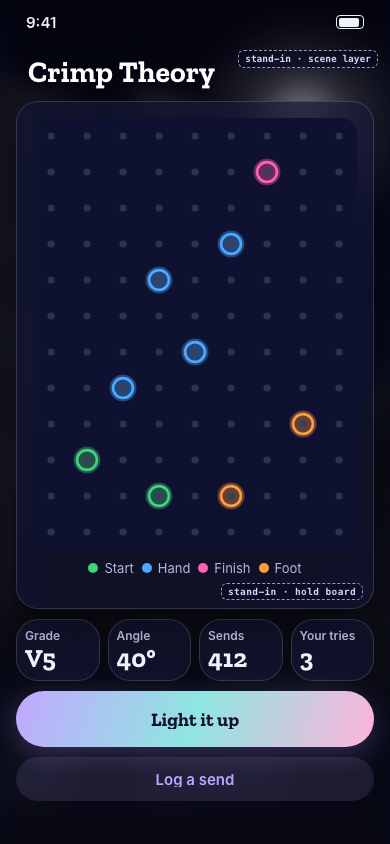 9:41
stand-in · scene layer
Crimp Theory
Start Hand Finish Foot
stand-in · hold board
Grade Angle Sends Your tries
V5 40° 412 3
Light it up
Log a send